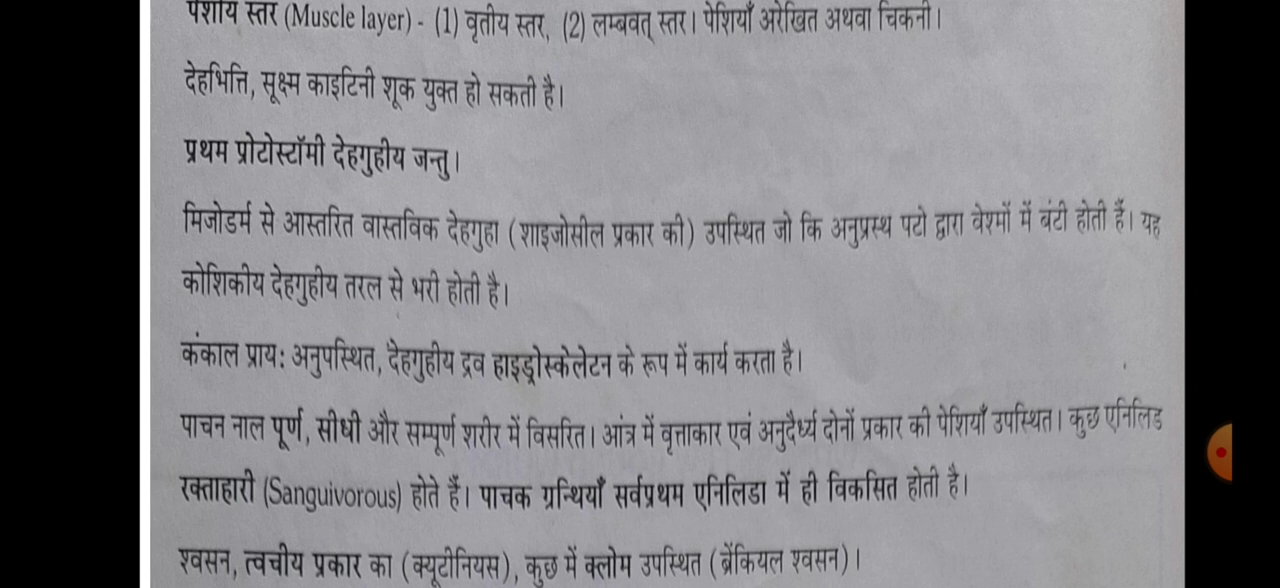 पेशीय स्तर (Muscle layer) - (1) वृतीय स्तर, (2) लम्बवत् स्तर। पेशियाँ अरेखित अथवा चिकनी।
देहभित्ति, सूक्ष्म काइटिनी शूक युक्त हो सकती है।
प्रथम प्रोटोस्टॉमी देहगुहीय जन्तु।
मिजोडर्म से आस्तरित वास्तविक देहगुहा (शाइजोसील प्रकार की) उपस्थित जो कि अनुप्रस्थ पटो द्वारा वेश्मों में बंटी होती हैं। यह
कोशिकीय देहगुहीय तरल से भरी होती है।
कंकाल प्राय: अनुपस्थित, देहगुहीय द्रव हाइड्रोस्केलेटन के रूप में कार्य करता है।
पाचन नाल पूर्ण, सीधी और सम्पूर्ण शरीर में विसरित। आंत्र में वृत्ताकार एवं अनुदैर्ध्य दोनों प्रकार की पेशियाँ उपस्थित। कुछ एनिलिड
रक्ताहारी (Sanguivorous) होते हैं। पाचक ग्रन्थियाँ सर्वप्रथम एनिलिडा में ही विकसित होती है।
श्वसन, त्वचीय प्रकार का (क्यूटीनियस), कुछ में क्लोम उपस्थित (ब्रेंकियल श्वसन)।